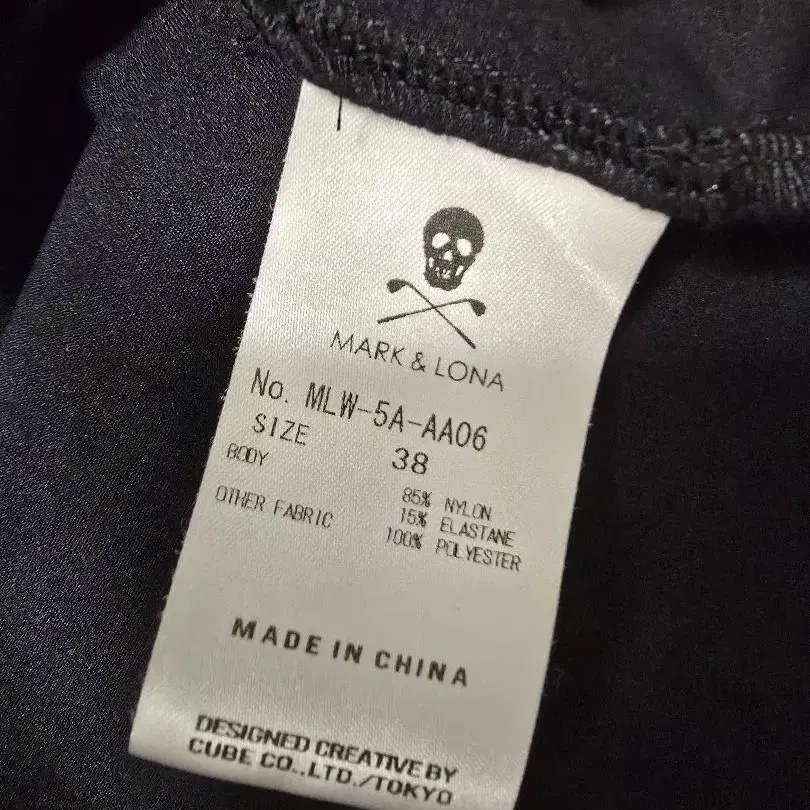 MARK & LONA
No. MLW-5A-AA06
SIZE 38
BODY 85% NYLON
15% ELASTANE
OTHER FABRIC 100% POLYESTER
MADE IN CHINA
DESIGNED CREATIVE BY
CUBE CO.,LTD./TOKYO